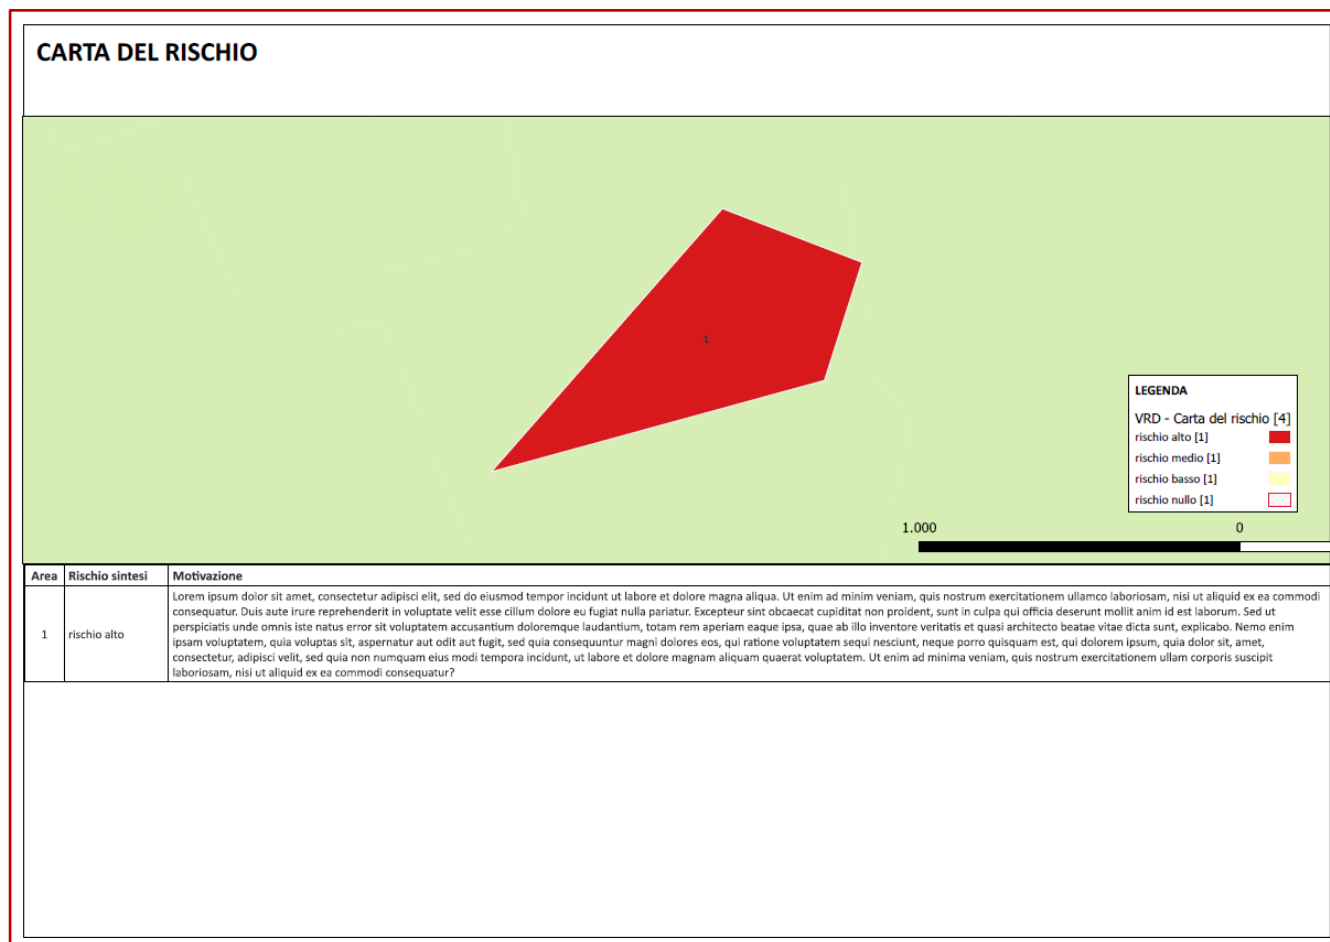 CARTA DEL RISCHIO
1
LEGENDA
VRD - Carta del rischio [4]
rischio alto [1]
rischio medio [1]
rischio basso [1]
rischio nullo [1]
1.000 0
Area Rischio sintesi Motivazione
1 rischio alto
Lorem ipsum dolor sit amet, consectetur adipisci elit, sed do eiusmod tempor incidunt ut labore et dolore magna aliqua. Ut enim ad minim veniam, quis nostrum exercitationem ullamco laboriosam, nisi ut aliquid ex ea commodi
consequatur. Duis aute irure reprehenderit in voluptate velit esse cillum dolore eu fugiat nulla pariatur. Excepteur sint obcaecat cupiditat non proident, sunt in culpa qui officia deserunt mollit anim id est laborum. Sed ut
perspiciatis unde omnis iste natus error sit voluptatem accusantium doloremque laudantium, totam rem aperiam eaque ipsa, quae ab illo inventore veritatis et quasi architecto beatae vitae dicta sunt, explicabo. Nemo enim
ipsam voluptatem, quia voluptas sit, aspernatur aut odit aut fugit, sed quia consequuntur magni dolores eos, qui ratione voluptatem sequi nesciunt, neque porro quisquam est, qui dolorem ipsum, quia dolor sit, amet,
consectetur, adipisci velit, sed quia non numquam eius modi tempora incidunt, ut labore et dolore magnam aliquam quaerat voluptatem. Ut enim ad minima veniam, quis nostrum exercitationem ullam corporis suscipit
laboriosam, nisi ut aliquid ex ea commodi consequatur?